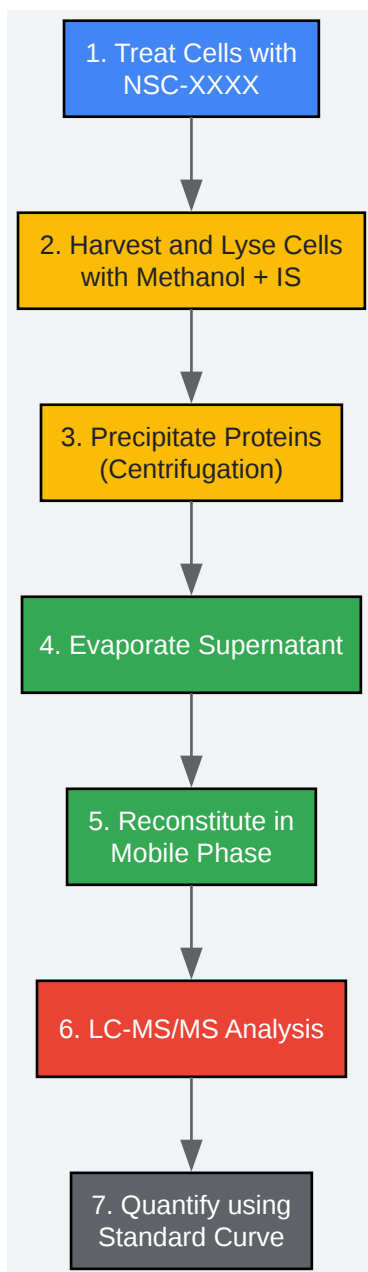 1. Treat Cells with
NSC-XXXX
2. Harvest and Lyse Cells
with Methanol + IS
3. Precipitate Proteins
(Centrifugation)
4. Evaporate Supernatant
5. Reconstitute in
Mobile Phase
6. LC-MS/MS Analysis
7. Quantify using
Standard Curve